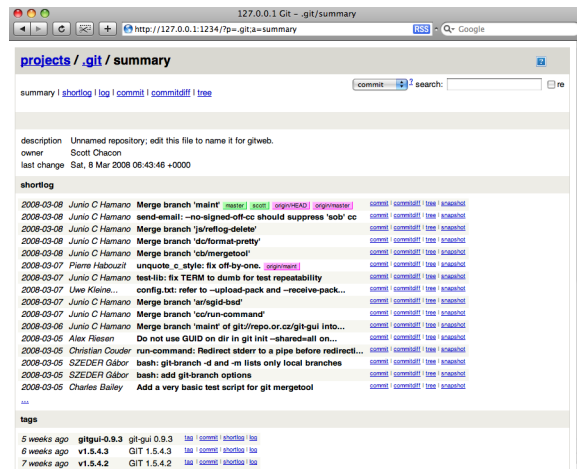 127.0.0.1 Git – .git/summary
http://127.0.0.1:1234/?p=.git;a=summary RSS Google
projects / .git / summary
commit ? search: re
summary | shortlog | log | commit | commitdiff | tree
description Unnamed repository; edit this file to name it for gitweb.
owner Scott Chacon
last change Sat, 8 Mar 2008 06:43:46 +0000
shortlog
2008-03-08 Junio C Hamano Merge branch 'maint' master scott origin/HEAD origin/master commit | commitdiff | tree | snapshot
2008-03-08 Junio C Hamano send-email: --no-signed-off-cc should suppress 'sob' cc commit | commitdiff | tree | snapshot
2008-03-08 Junio C Hamano Merge branch 'js/reflog-delete' commit | commitdiff | tree | snapshot
2008-03-08 Junio C Hamano Merge branch 'dc/format-pretty' commit | commitdiff | tree | snapshot
2008-03-08 Junio C Hamano Merge branch 'cb/mergetool' commit | commitdiff | tree | snapshot
2008-03-07 Pierre Habouzit unquote_c_style: fix off-by-one. origin/maint commit | commitdiff | tree | snapshot
2008-03-07 Junio C Hamano test-lib: fix TERM to dumb for test repeatability commit | commitdiff | tree | snapshot
2008-03-07 Uwe Kleine... config.txt: refer to --upload-pack and --receive-pack... commit | commitdiff | tree | snapshot
2008-03-07 Junio C Hamano Merge branch 'ar/sgid-bsd' commit | commitdiff | tree | snapshot
2008-03-07 Junio C Hamano Merge branch 'cc/run-command' commit | commitdiff | tree | snapshot
2008-03-06 Junio C Hamano Merge branch 'maint' of git://repo.or.cz/git-gui into... commit | commitdiff | tree | snapshot
2008-03-05 Alex Riesen Do not use GUID on dir in git init --shared=all on... commit | commitdiff | tree | snapshot
2008-03-05 Christian Couder run-command: Redirect stderr to a pipe before redirecti... commit | commitdiff | tree | snapshot
2008-03-05 SZEDER Gábor bash: git-branch -d and -m lists only local branches commit | commitdiff | tree | snapshot
2008-03-05 SZEDER Gábor bash: add git-branch options commit | commitdiff | tree | snapshot
2008-03-05 Charles Bailey Add a very basic test script for git mergetool commit | commitdiff | tree | snapshot
...
tags
5 weeks ago gitgui-0.9.3 git-gui 0.9.3 tag | commit | shortlog | log
6 weeks ago v1.5.4.3 GIT 1.5.4.3 tag | commit | shortlog | log
7 weeks ago v1.5.4.2 GIT 1.5.4.2 tag | commit | shortlog | log